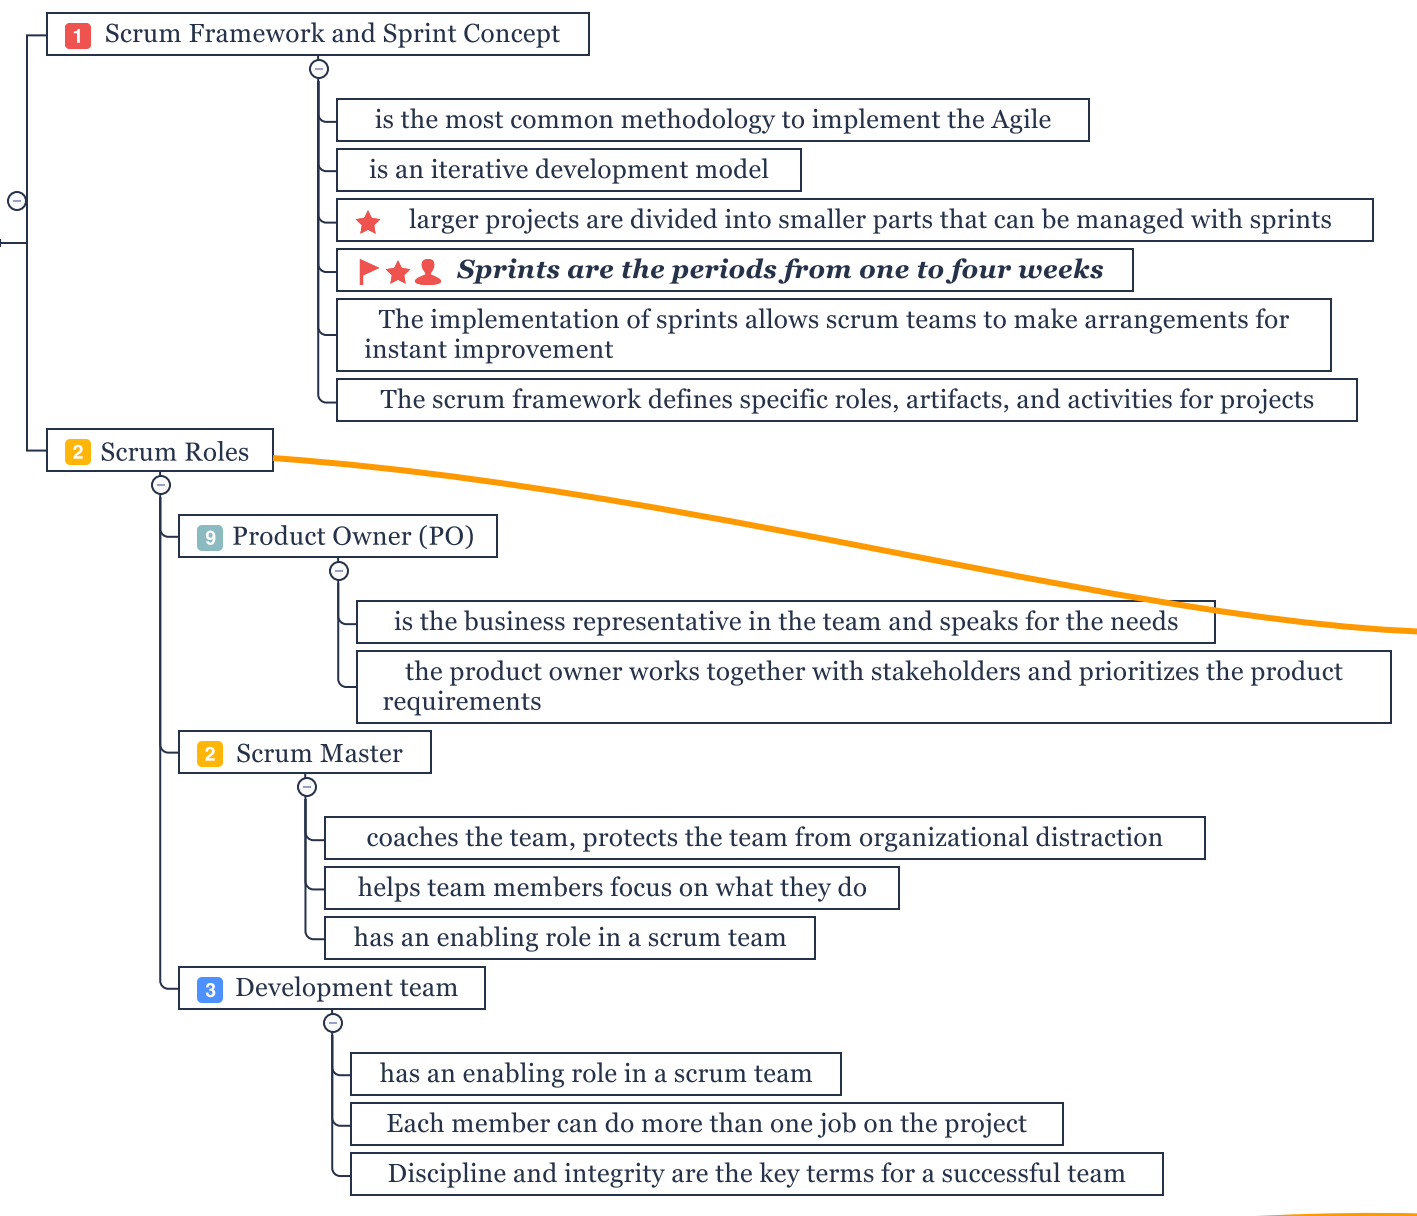 1 Scrum Framework and Sprint Concept
is the most common methodology to implement the Agile
is an iterative development model
larger projects are divided into smaller parts that can be managed with sprints
Sprints are the periods from one to four weeks
The implementation of sprints allows scrum teams to make arrangements for
instant improvement
The scrum framework defines specific roles, artifacts, and activities for projects
2 Scrum Roles
9 Product Owner (PO)
is the business representative in the team and speaks for the needs
the product owner works together with stakeholders and prioritizes the product
requirements
2 Scrum Master
coaches the team, protects the team from organizational distraction
helps team members focus on what they do
has an enabling role in a scrum team
3 Development team
has an enabling role in a scrum team
Each member can do more than one job on the project
Discipline and integrity are the key terms for a successful team